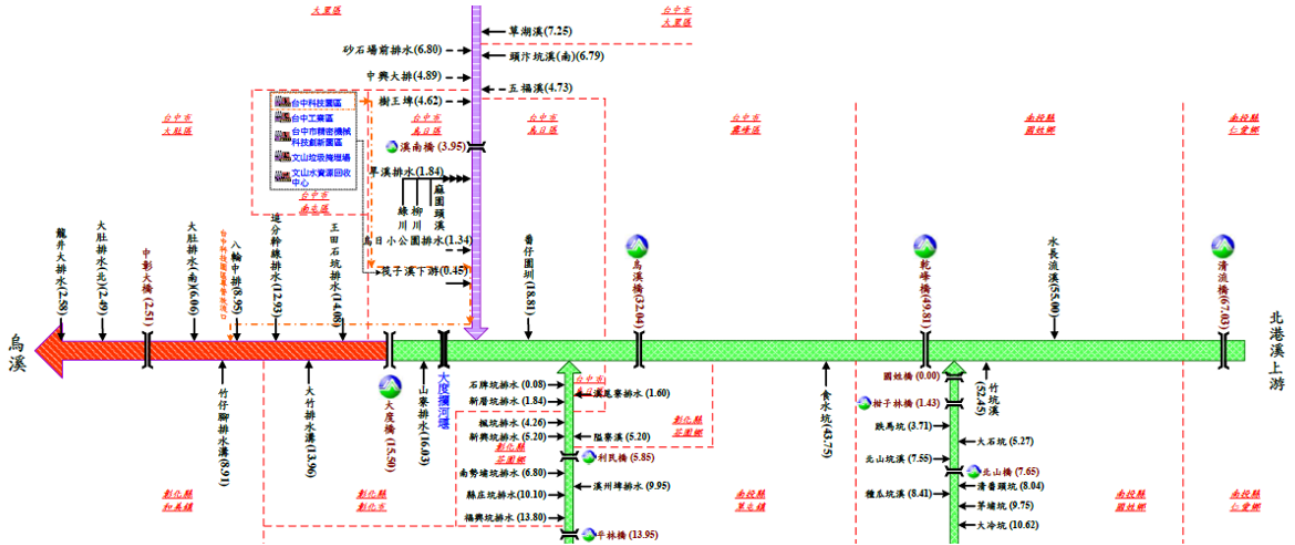 大里區
台中市
大里區
草湖溪(7.25)
砂石場前排水(6.80)
頭汴坑溪(南)(6.79)
中興大排(4.89)
五福溪(4.73)
樹王埤(4.62)
台中科技園區
台中工業區
台中市精密機械
科技創新園區
文山垃圾掩埋場
文山水資源回收
中心
台中市
大肚區
台中市
烏日區
台中市
烏日區
台中市
霧峰區
南投縣
國姓鄉
南投縣
仁愛鄉
溪南橋(3.95)
旱溪排水(1.84)
台中市
南屯區
綠川
柳川
麻園頭溪
烏日小公園排水(1.34)
筏子溪下游(0.45)
龍井大排水(2.58)
大肚排水(北)(2.49)
中彰大橋(2.51)
大肚排水(南)(6.06)
八輪中排(8.95)
追分幹線排水(12.93)
王田石坑排水(14.08)
番仔園圳(18.81)
烏溪橋(32.04)
乾峰橋(49.81)
水長流溪(55.00)
清流橋(67.03)
烏溪
北港溪上游
竹仔腳排水溝(8.91)
大竹排水溝(13.96)
大度橋(15.50)
山寮排水(16.03)
大度攔河堰
石牌坑排水(0.08)
溪尾寮排水(1.60)
新厝坑排水(1.84)
楓坑排水(4.26)
新興坑排水(5.20)
隘寮溪(5.20)
彰化縣
芬園鄉
利民橋(5.85)
南勢埔坑排水(6.80)
溪州埤排水(9.95)
縣庄坑排水(10.10)
福興坑排水(13.80)
平林橋(13.95)
彰化縣
芬園鄉
食水坑(43.75)
國姓橋(0.00)
柑子林橋(1.43)
竹坑溪(52.45)
跌馬坑(3.71)
大石坑(5.27)
北山坑溪(7.55)
北山橋(7.65)
清番頭坑(8.04)
種瓜坑溪(8.41)
茅埔坑(9.75)
大冷坑(10.62)
彰化縣
和美鎮
彰化縣
彰化市
南投縣
草屯鎮
南投縣
國姓鄉
南投縣
仁愛鄉